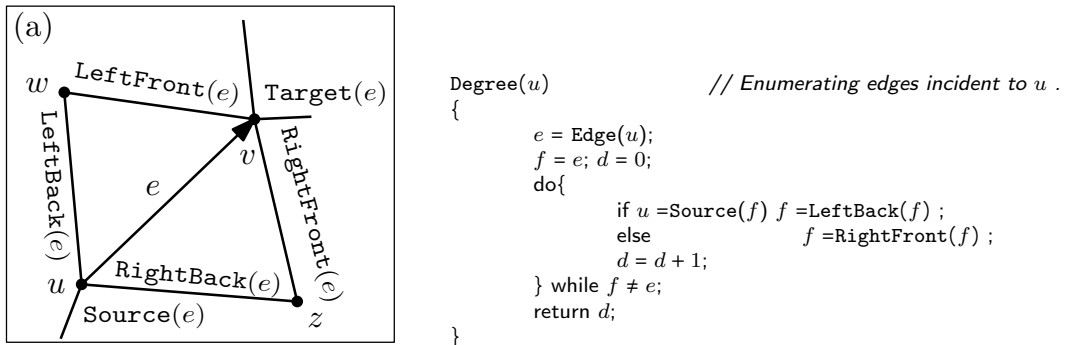 (a)
w
LeftFront(e)
Target(e)
LeftBack(e)
v
e
RightFront(e)
u
RightBack(e)
Source(e)
z
Degree(u) // Enumerating edges incident to u .
{
e = Edge(u);
f = e; d = 0;
do{
if u =Source(f) f =LeftBack(f) ;
else f =RightFront(f) ;
d = d + 1;
} while f ≠ e;
return d;
}